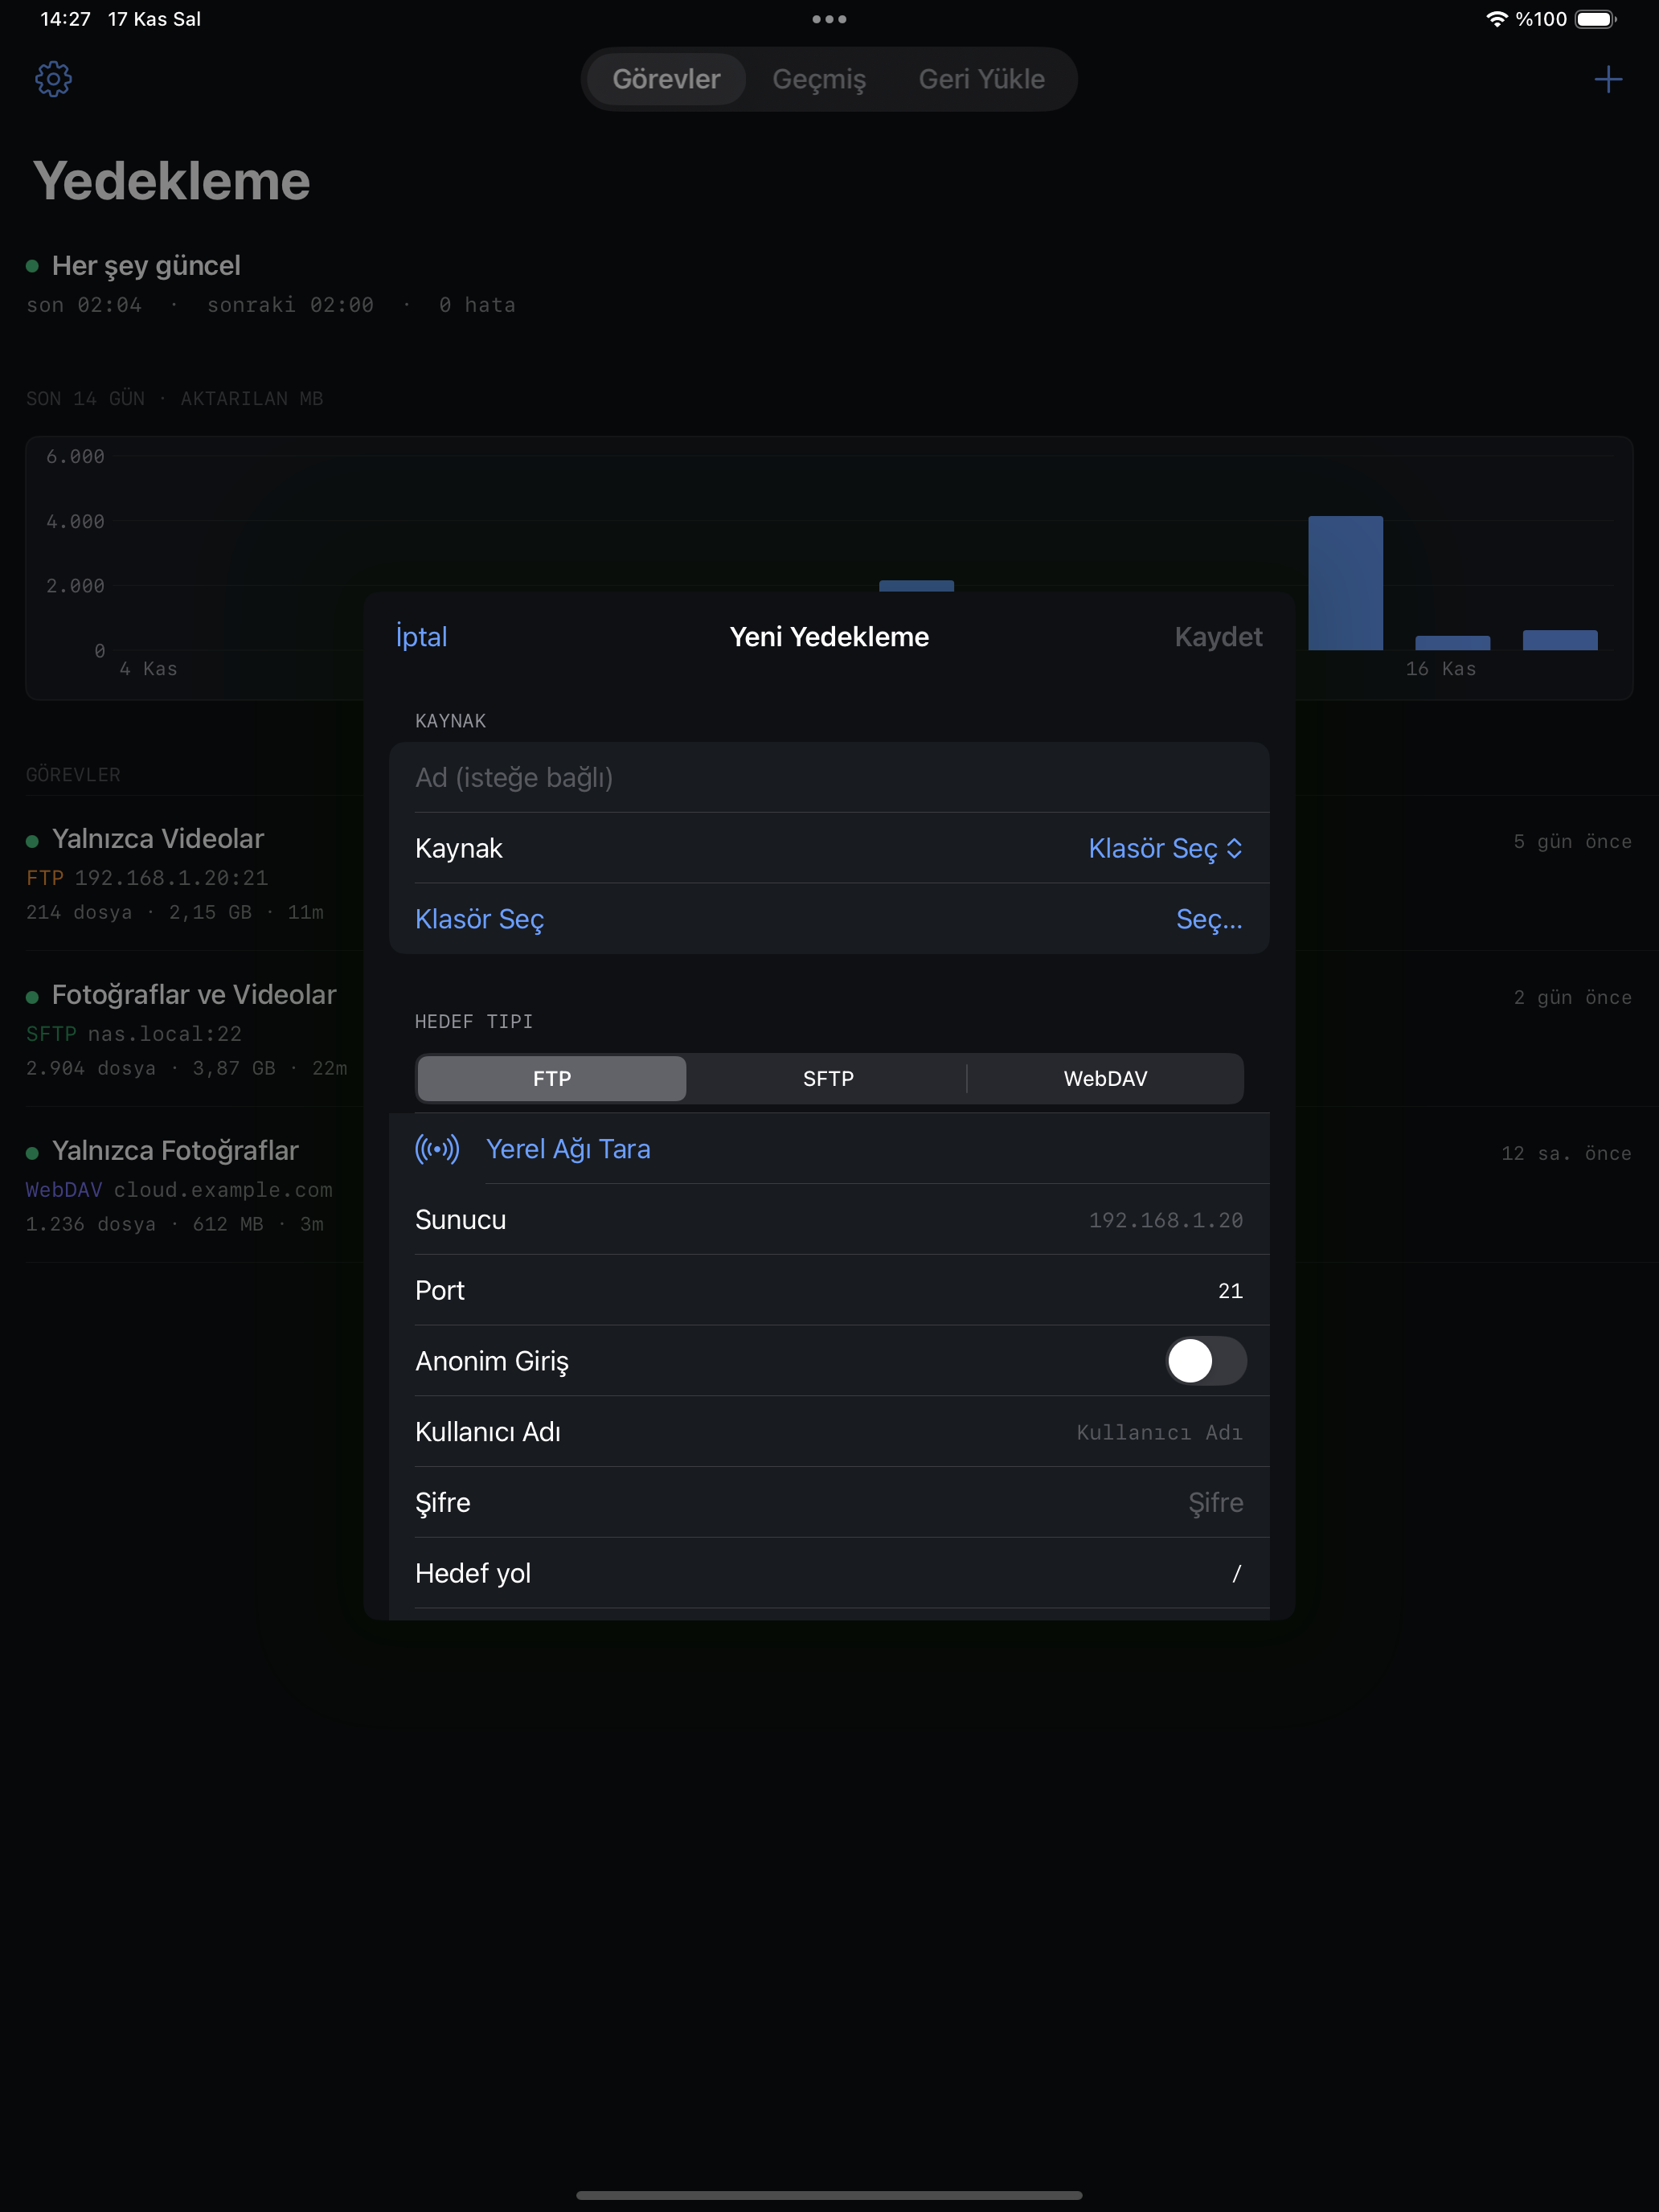 14:27 17 Kas Sal
%100
Görevler Geçmiş Geri Yükle
Yedekleme
Her şey güncel
son 02:04 · sonraki 02:00 · 0 hata
SON 14 GÜN · AKTARILAN MB
6.000
4.000
2.000
0
4 Kas
16 Kas
GÖREVLER
Yalnızca Videolar
5 gün önce
FTP 192.168.1.20:21
214 dosya · 2,15 GB · 11m
Fotoğraflar ve Videolar
2 gün önce
SFTP nas.local:22
2.904 dosya · 3,87 GB · 22m
Yalnızca Fotoğraflar
12 sa. önce
WebDAV cloud.example.com
1.236 dosya · 612 MB · 3m
İptal Yeni Yedekleme Kaydet
KAYNAK
Ad (isteğe bağlı)
Kaynak Klasör Seç
Klasör Seç Seç...
HEDEF TIPI
FTP SFTP WebDAV
Yerel Ağı Tara
Sunucu 192.168.1.20
Port 21
Anonim Giriş
Kullanıcı Adı Kullanıcı Adı
Şifre Şifre
Hedef yol /